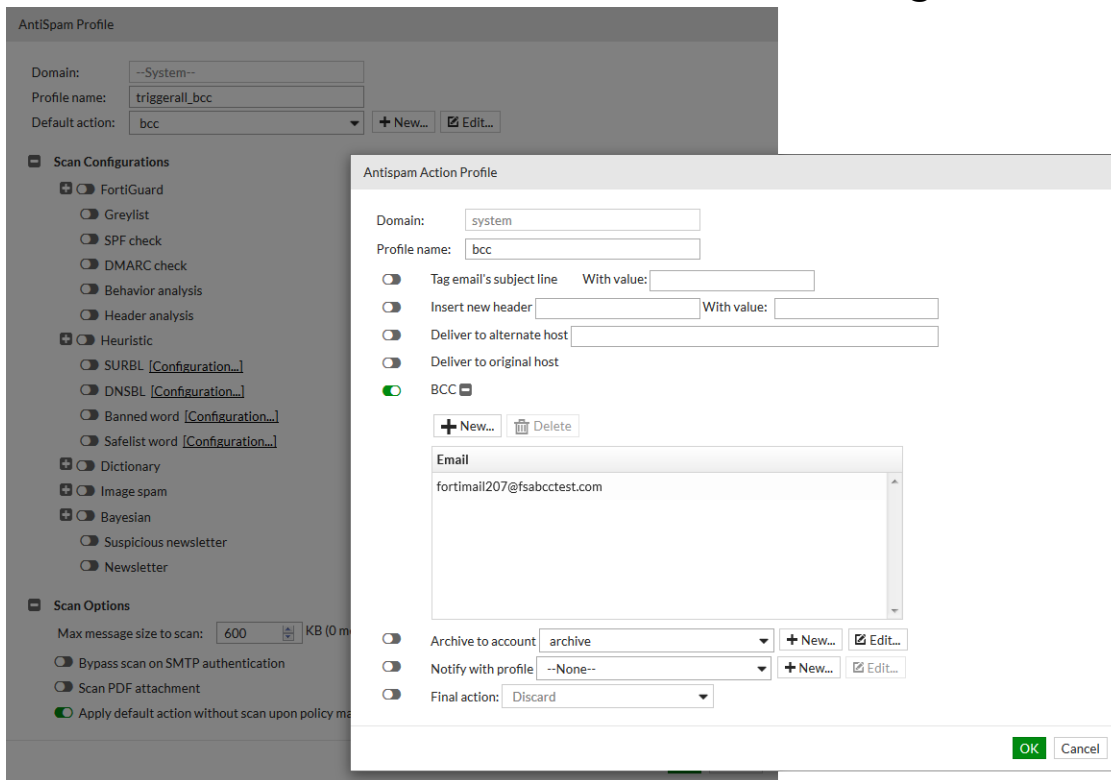 AntiSpam Profile
Domain: --System--
Profile name: triggerall_bcc
Default action: bcc New... Edit...
Scan Configurations
FortiGuard
Greylist
SPF check
DMARC check
Behavior analysis
Header analysis
Heuristic
SURBL [Configuration...]
DNSBL [Configuration...]
Banned word [Configuration...]
Safelist word [Configuration...]
Dictionary
Image spam
Bayesian
Suspicious newsletter
Newsletter
Scan Options
Max message size to scan: 600 KB (0 m
Bypass scan on SMTP authentication
Scan PDF attachment
Apply default action without scan upon policy ma
Antispam Action Profile
Domain: system
Profile name: bcc
Tag email's subject line With value:
Insert new header With value:
Deliver to alternate host
Deliver to original host
BCC
New... Delete
Email
fortimail207@fsabcctest.com
Archive to account archive New... Edit...
Notify with profile --None-- New... Edit...
Final action: Discard
OK Cancel